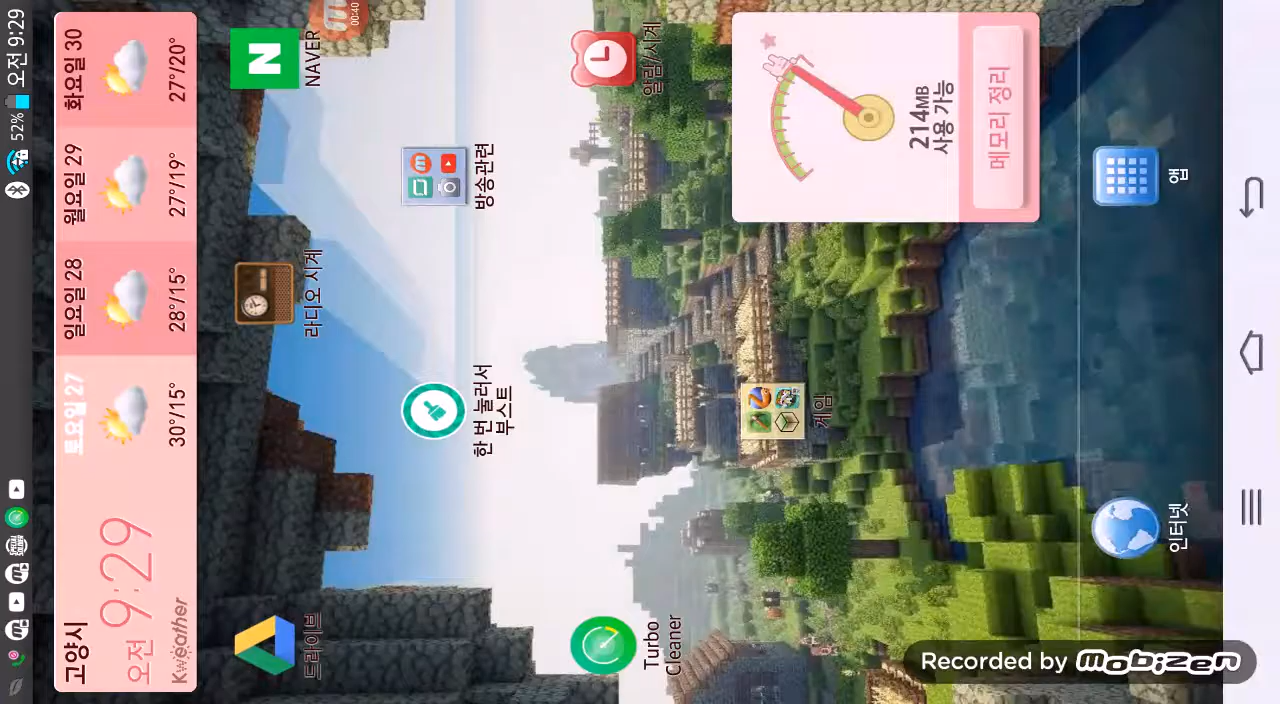 52% 오전 9:29
고양시
오전 9:29
Kweather
토요일 27
30°/15°
일요일 28
28°/15°
월요일 29
27°/19°
화요일 30
27°/20°
00:40
드라이브
라디오 시계
NAVER
한 번 눌러서
부스트
방송관련
Turbo
Cleaner
알람/시계
게임
214MB
사용 가능
메모리 정리
인터넷
앱
Recorded by mobizen